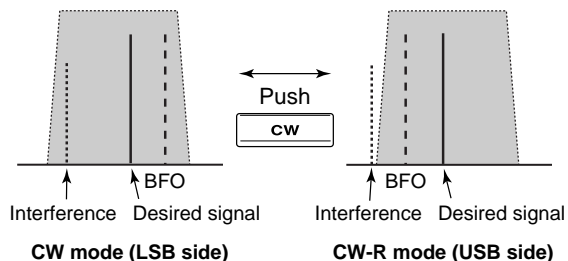 Push
CW
BFO
BFO
Interference Desired signal
Interference Desired signal
CW mode (LSB side)
CW-R mode (USB side)